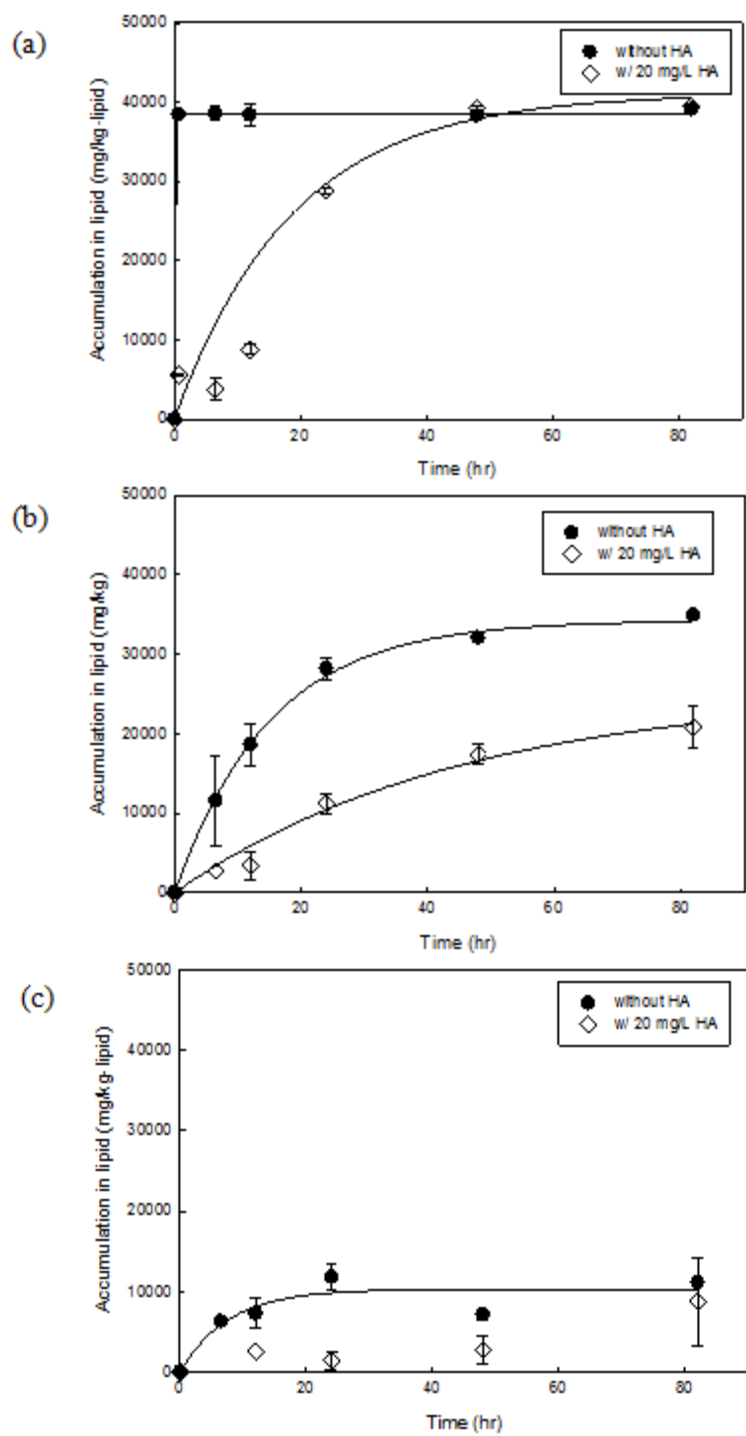 (a)
50000
40000
30000
20000
10000
0
Accumulation in lipid (mg/kg-lipid)
without HA
w/ 20 mg/L HA
0 20 40 60 80
Time (hr)
(b)
50000
40000
30000
20000
10000
0
Accumulation in lipid (mg/kg)
without HA
w/ 20 mg/L HA
0 20 40 60 80
Time (hr)
(c)
50000
40000
30000
20000
10000
0
Accumulation in lipid (mg/kg- lipid)
without HA
w/ 20 mg/L HA
0 20 40 60 80
Time (hr)